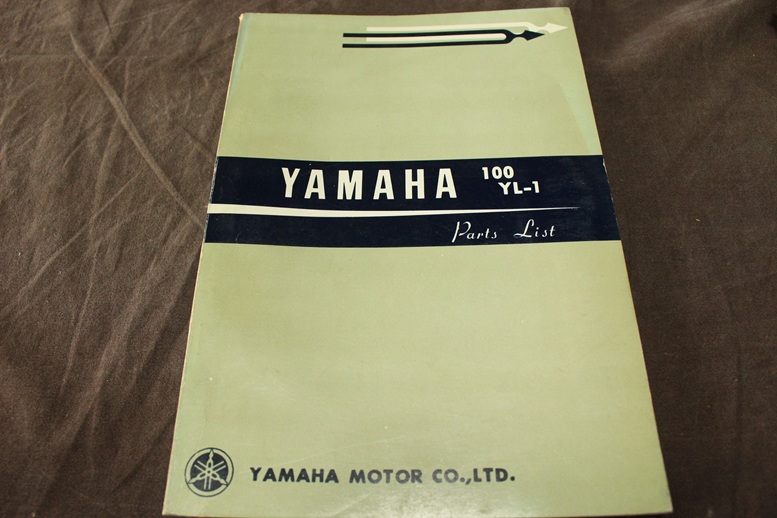 YAMAHA 100
YL-1
Parts List
YAMAHA MOTOR CO.,LTD.